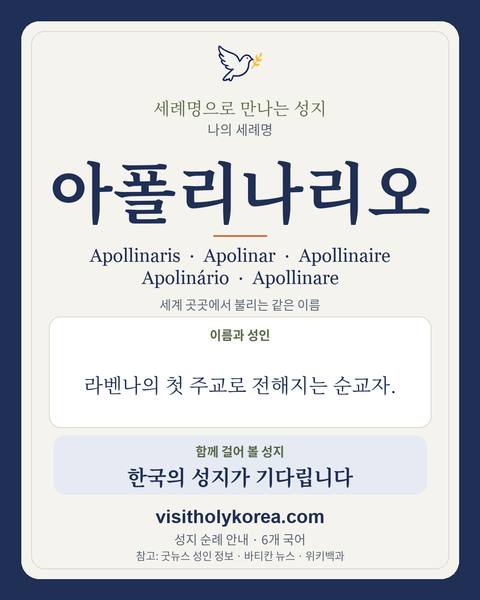 세례명으로 만나는 성지
나의 세례명
아폴리나리오
Apollinaris · Apolinar · Apollinaire
Apolinário · Apollinare
세계 곳곳에서 불리는 같은 이름
이름과 성인
라벤나의 첫 주교로 전해지는 순교자.
함께 걸어 볼 성지
한국의 성지가 기다립니다
visitholykorea.com
성지 순례 안내 · 6개 국어
참고: 굿뉴스 성인 정보 · 바티칸 뉴스 · 위키백과